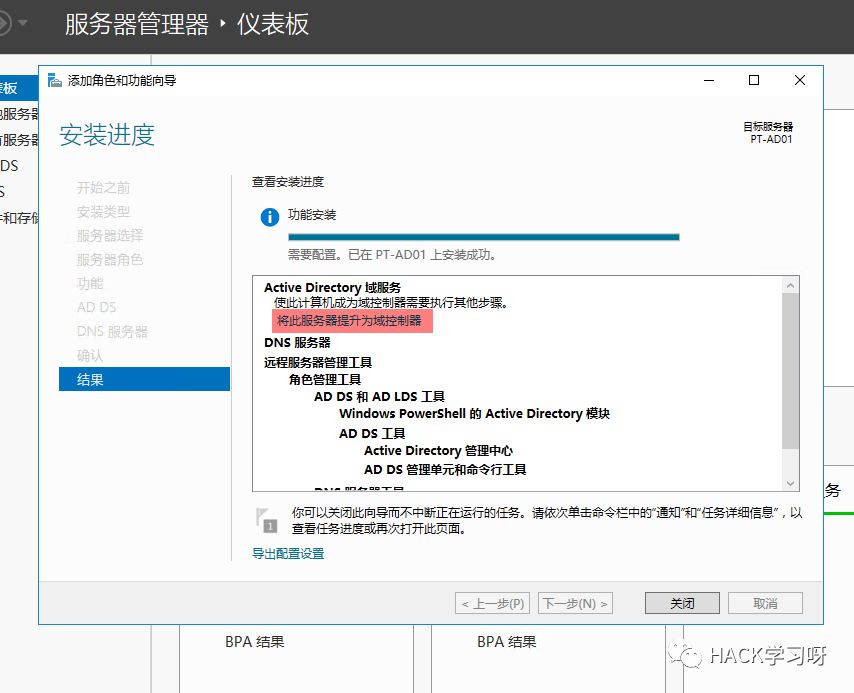 服务器管理器 · 仪表板
添加角色和功能向导
表板
服务器
服务器
DS
S
和存储
安装进度
目标服务器
PT-AD01
开始之前
安装类型
服务器选择
服务器角色
功能
AD DS
DNS 服务器
确认
结果
查看安装进度
功能安装
需要配置。已在 PT-AD01 上安装成功。
Active Directory 域服务
使此计算机成为域控制器需要执行其他步骤。
将此服务器提升为域控制器
DNS 服务器
远程服务器管理工具
角色管理工具
AD DS 和 AD LDS 工具
Windows PowerShell 的 Active Directory 模块
AD DS 工具
Active Directory 管理中心
AD DS 管理单元和命令行工具
DNS 服务器工具
1
你可以关闭此向导而不中断正在运行的任务。请依次单击命令栏中的“通知”和“任务详细信息”，以
查看任务进度或再次打开此页面。
导出配置设置
务
< 上一步(P)
下一步(N) >
关闭
取消
BPA 结果
BPA 结果
HACK学习呀